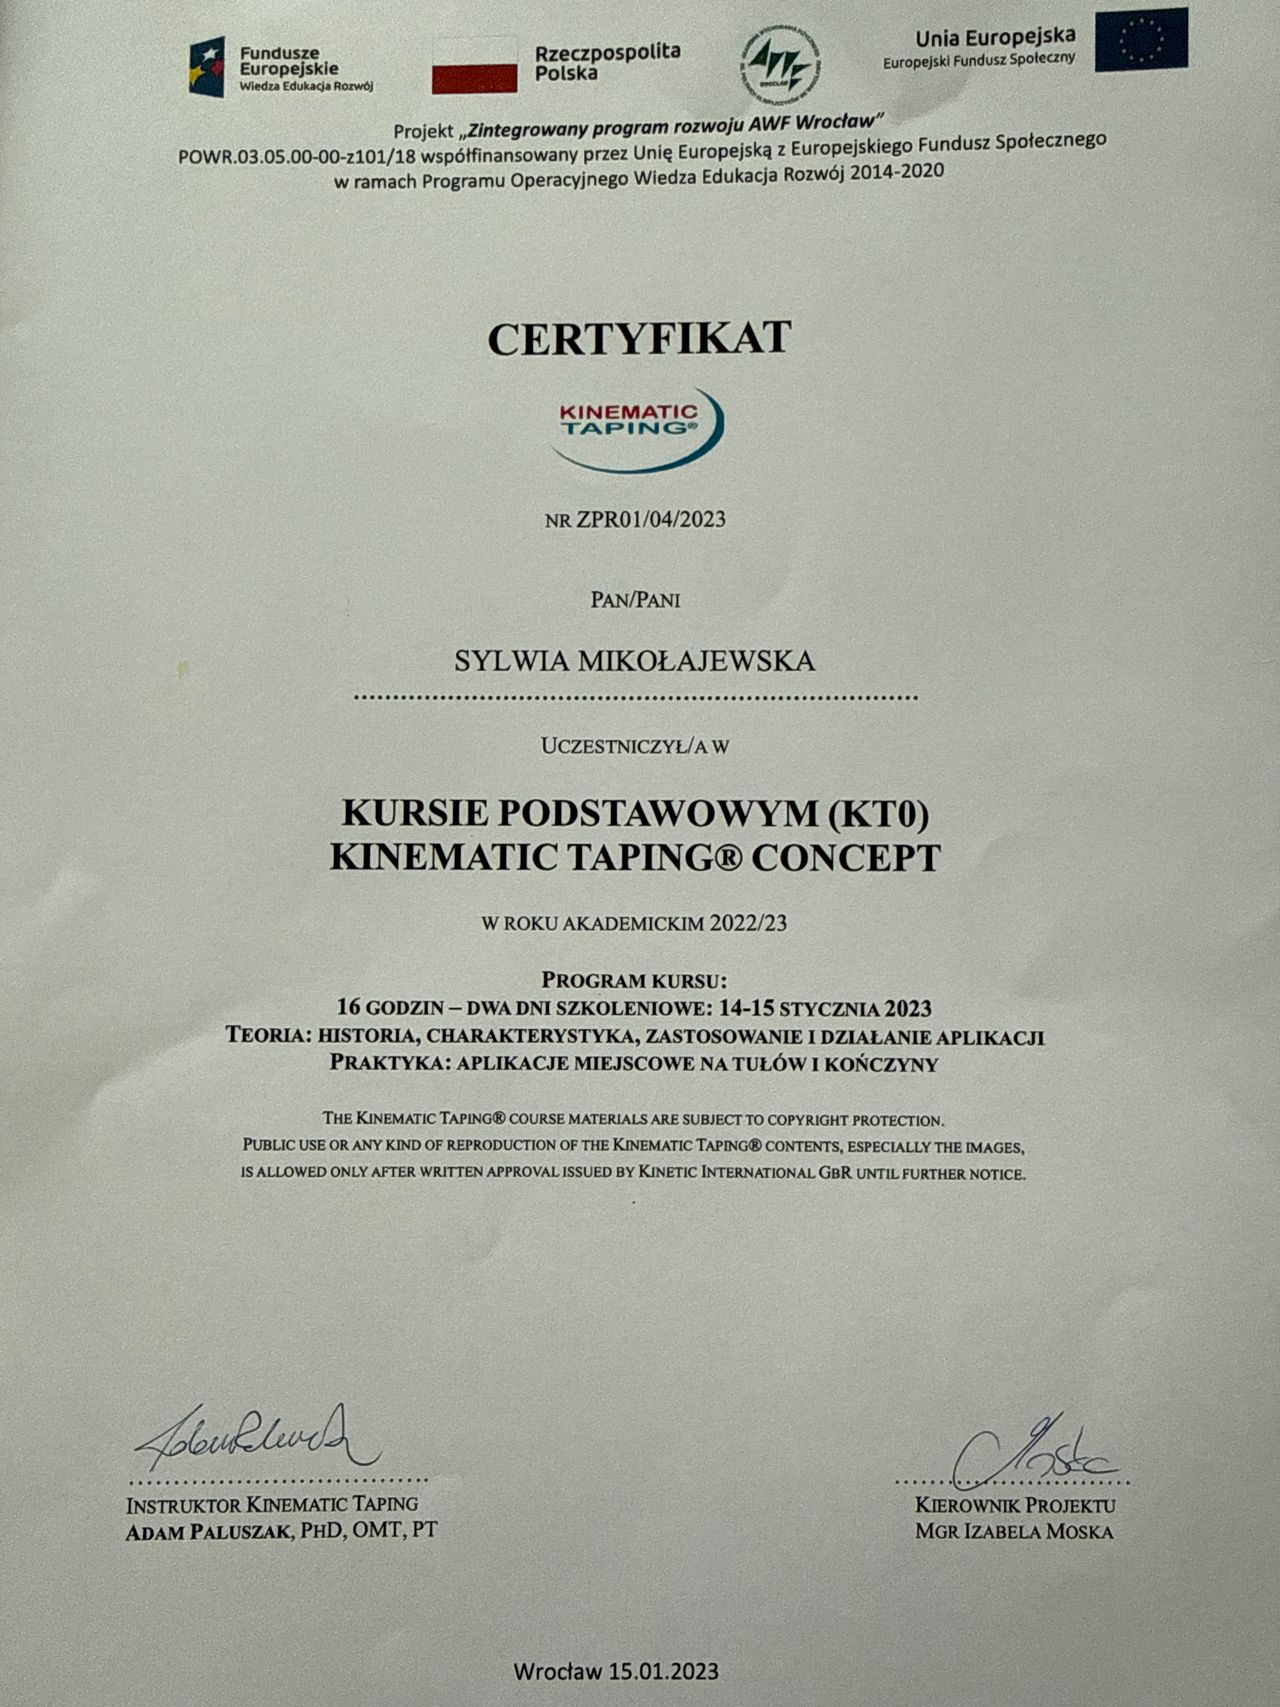 Fundusze
Europejskie
Wiedza Edukacja Rozwój
Rzeczpospolita
Polska
Unia Europejska
Europejski Fundusz Społeczny
Projekt „Zintegrowany program rozwoju AWF Wrocław”
POWR.03.05.00-00-z101/18 współfinansowany przez Unię Europejską z Europejskiego Fundusz Społecznego
w ramach Programu Operacyjnego Wiedza Edukacja Rozwój 2014-2020
CERTYFIKAT
KINEMATIC
TAPING®
NR ZPR01/04/2023
PAN/PANI
SYLWIA MIKOŁAJEWSKA
UCZESTNICZYŁ/A W
KURSIE PODSTAWOWYM (KT0)
KINEMATIC TAPING® CONCEPT
W ROKU AKADEMICKIM 2022/23
PROGRAM KURSU:
16 GODZIN – DWA DNI SZKOLENIOWE: 14-15 STYCZNIA 2023
TEORIA: HISTORIA, CHARAKTERYSTYKA, ZASTOSOWANIE I DZIAŁANIE APLIKACJI
PRAKTYKA: APLIKACJE MIEJSCOWE NA TUŁÓW I KOŃCZYNY
THE KINEMATIC TAPING® COURSE MATERIALS ARE SUBJECT TO COPYRIGHT PROTECTION.
PUBLIC USE OR ANY KIND OF REPRODUCTION OF THE KINEMATIC TAPING® CONTENTS, ESPECIALLY THE IMAGES,
IS ALLOWED ONLY AFTER WRITTEN APPROVAL ISSUED BY KINETIC INTERNATIONAL GBR UNTIL FURTHER NOTICE.
INSTRUKTOR KINEMATIC TAPING
ADAM PALUSZAK, PHD, OMT, PT
KIEROWNIK PROJEKTU
MGR IZABELA MOSKA
Wrocław 15.01.2023